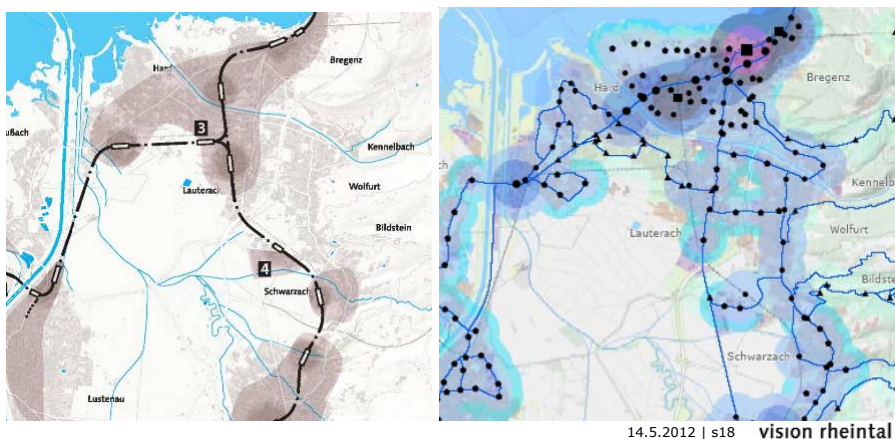 Hard
Bregenz
3
ußach
Kennelbach
Lauterach
Wolfurt
Bildstein
4
Schwarzach
Lustenau
Hard
Bregenz
Kennelb
Wolfurt
Lauterach
Bildste
Schwarzach
14.5.2012 | s18 vision rheintal